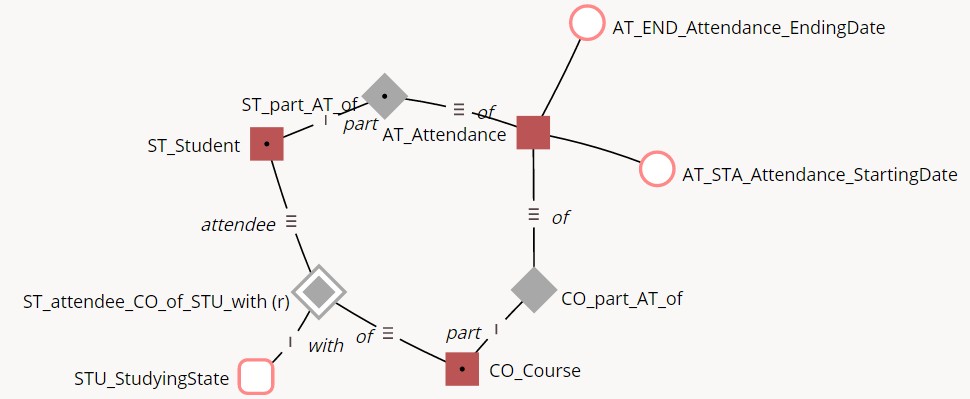 AT_END_Attendance_EndingDate
ST_part_AT_of
part
of
AT_Attendance
ST_Student
AT_STA_Attendance_StartingDate
attendee
of
ST_attendee_CO_of_STU_with (r)
CO_part_AT_of
with
of
part
STU_StudyingState
CO_Course